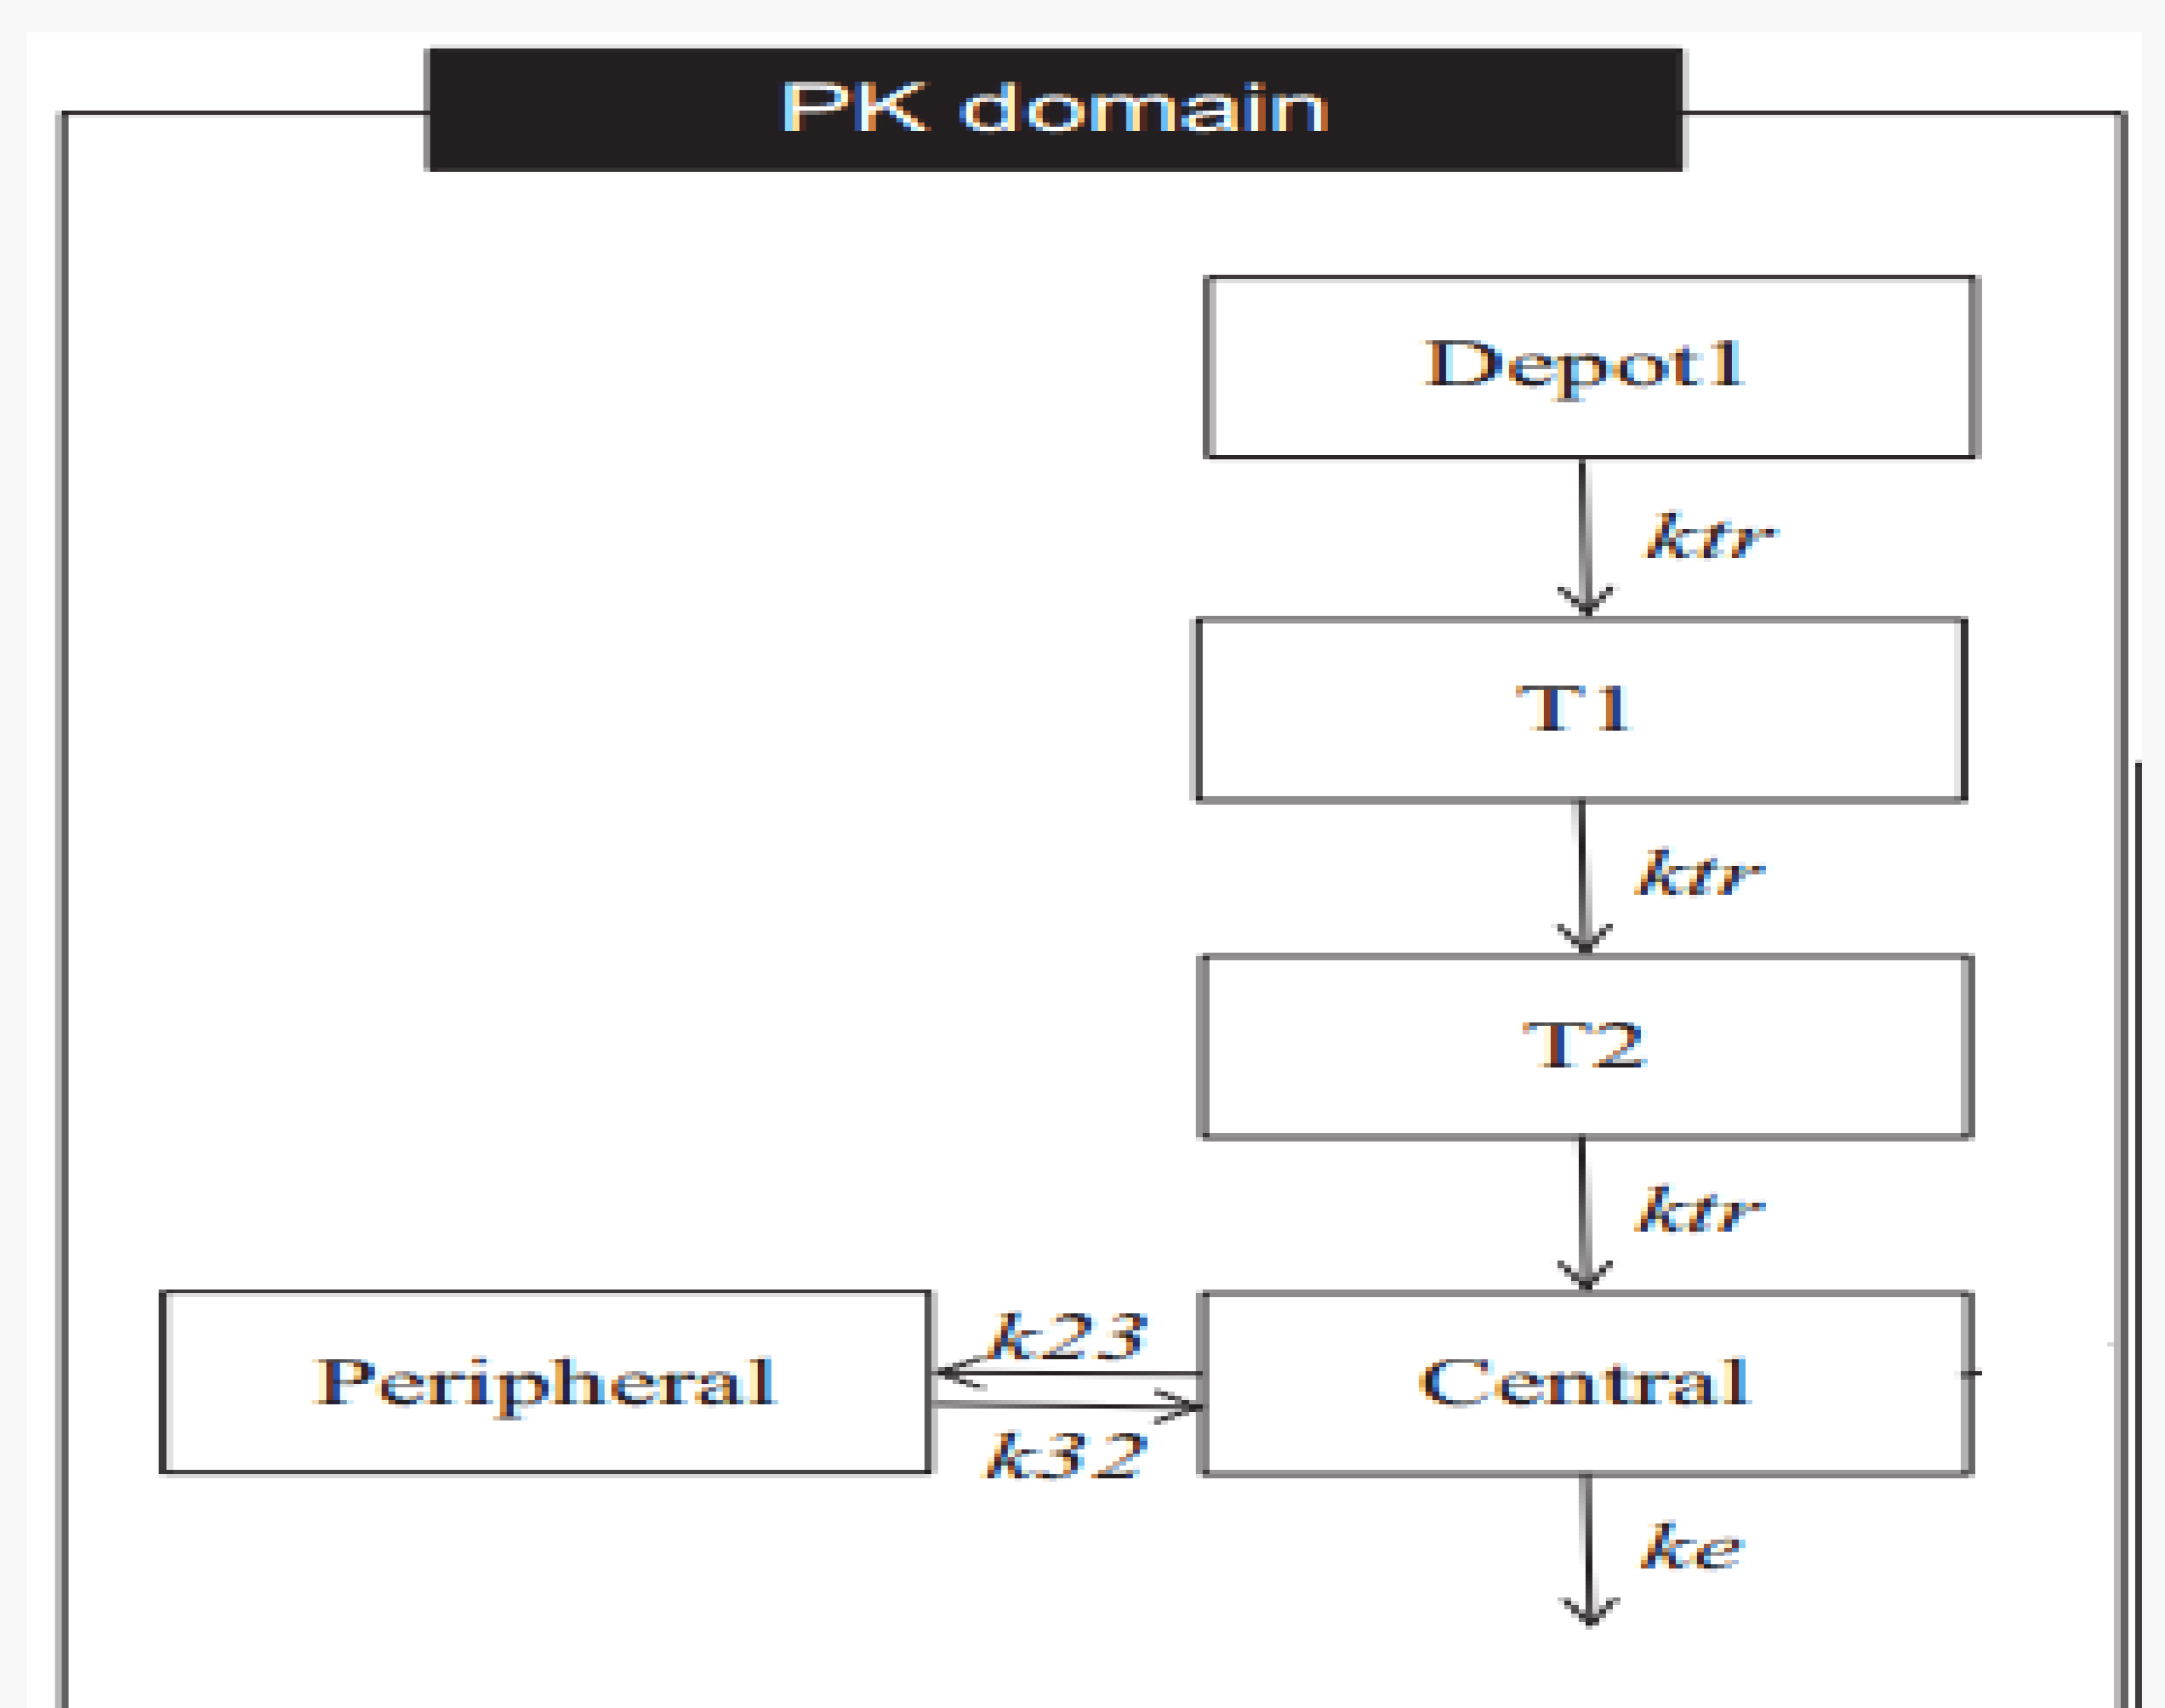 PK domain
Depot1
ktr
T1
ktr
T2
ktr
k23
Peripheral
Central
k32
ke